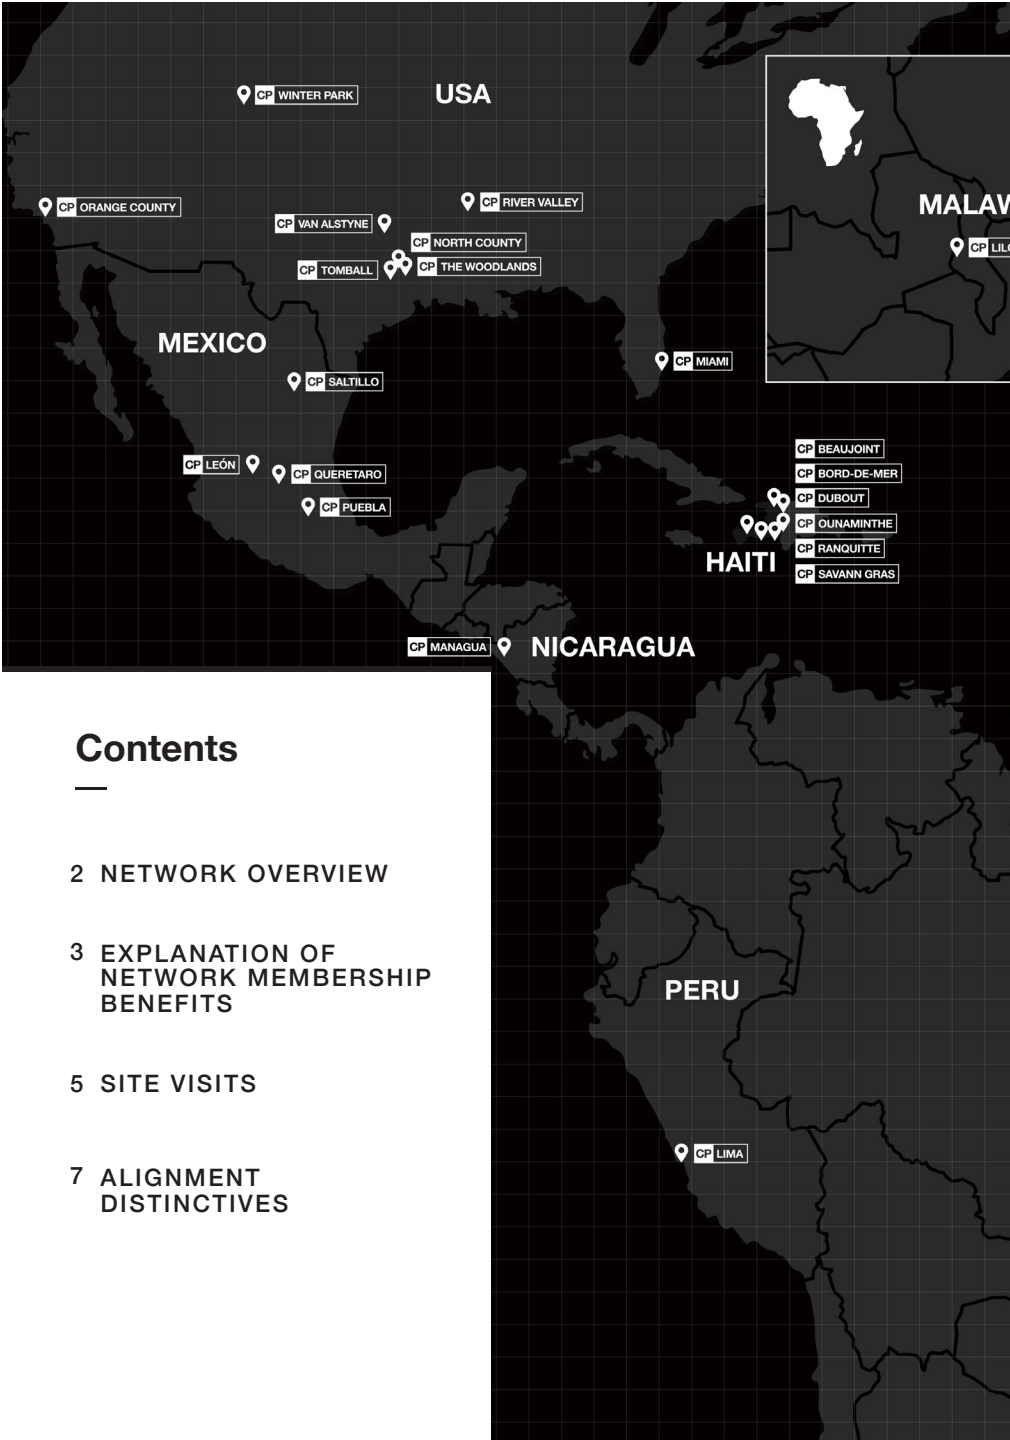 USA
CP WINTER PARK
CP ORANGE COUNTY
CP RIVER VALLEY
CP VAN ALSTYNE
CP NORTH COUNTY
CP TOMBALL
CP THE WOODLANDS
MALAW
CP LILO
MEXICO
CP MIAMI
CP SALTILLO
CP LEÓN
CP QUERETARO
CP PUEBLA
CP BEAUJOINT
CP BORD-DE-MER
CP DUBOUT
CP OUNAMINTHE
CP RANQUITTE
CP SAVANN GRAS
HAITI
CP MANAGUA
NICARAGUA
PERU
CP LIMA
Contents
2 NETWORK OVERVIEW
3 EXPLANATION OF
NETWORK MEMBERSHIP
BENEFITS
5 SITE VISITS
7 ALIGNMENT
DISTINCTIVES